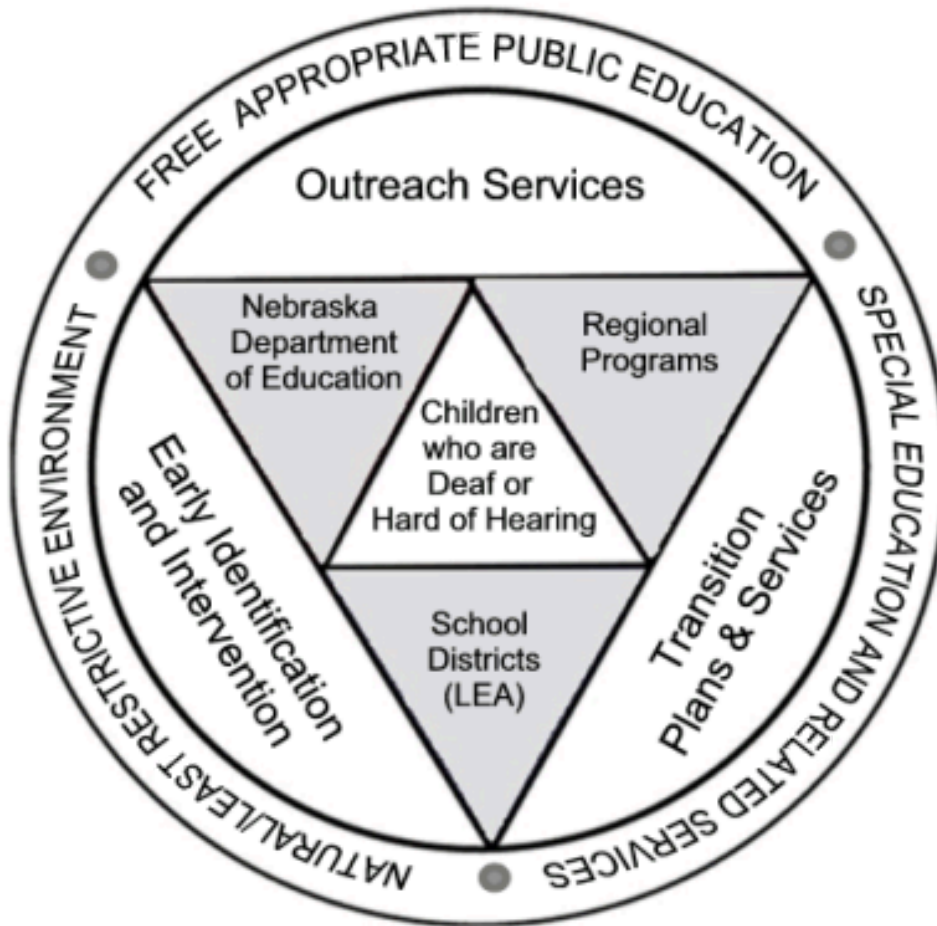 FREE APPROPRIATE PUBLIC EDUCATION
Outreach Services
Nebraska
Department
of Education
Regional
Programs
Children
who are
Deaf or
Hard of Hearing
Early Identification
and Intervention
School
Districts
(LEA)
Transition
Plans & Services
SPECIAL EDUCATION AND RELATED SERVICES
NATURAL/LEAST RESTRICTIVE ENVIRONMENT